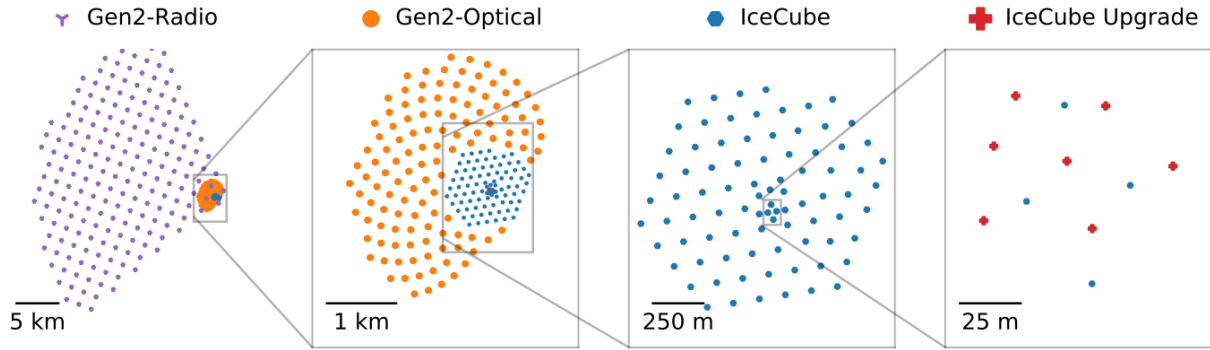 Gen2-Radio
Gen2-Optical
IceCube
IceCube Upgrade
5 km
1 km
250 m
25 m